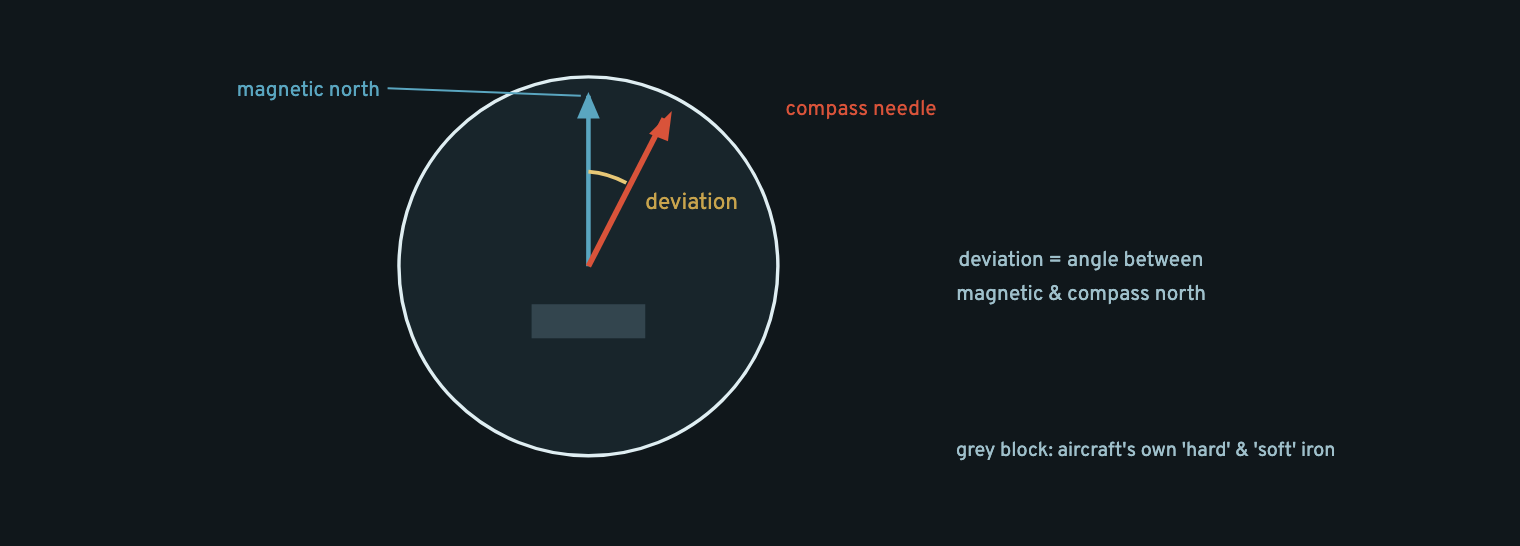 magnetic north
compass needle
deviation
deviation = angle between
magnetic & compass north
grey block: aircraft's own 'hard' & 'soft' iron